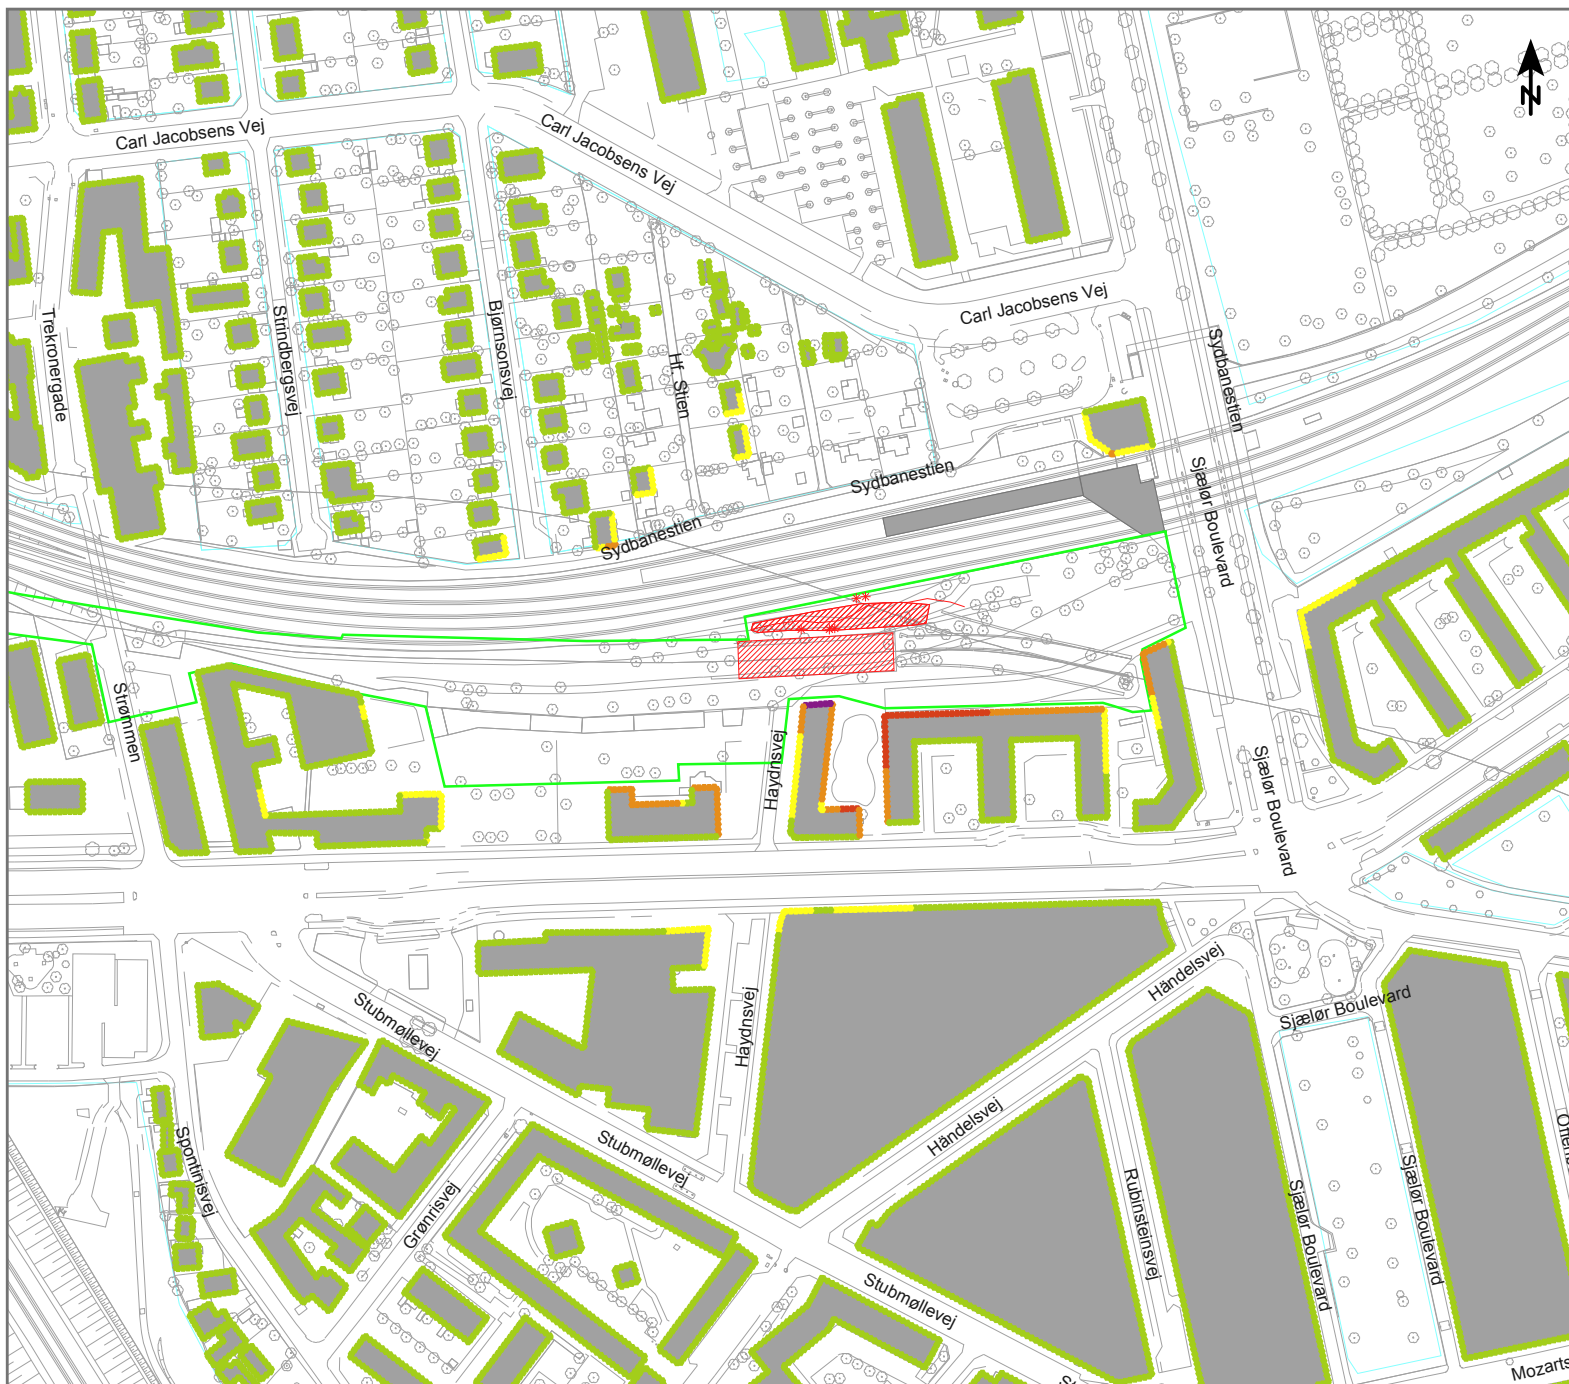 N
Carl Jacobsens Vej
Carl Jacobsens Vej
Carl Jacobsens Vej
Trekronergade
Strindbergsvej
Bjørnsonsvej
Hf. Stien
Sydbanestien
Sydbanestien
Sydbanestien
Sjælør Boulevard
Strømmen
Haydnsvej
Sjælør Boulevard
Stubmøllevej
Haydnsvej
Händelsvej
Sjælør Boulevard
Händelsvej
Spontinisvej
Grønrisvej
Stubmøllevej
Rubinsteinsvej
Sjælør Boulevard
Sjælør Boulevard
Stubmøllevej
Mozarts